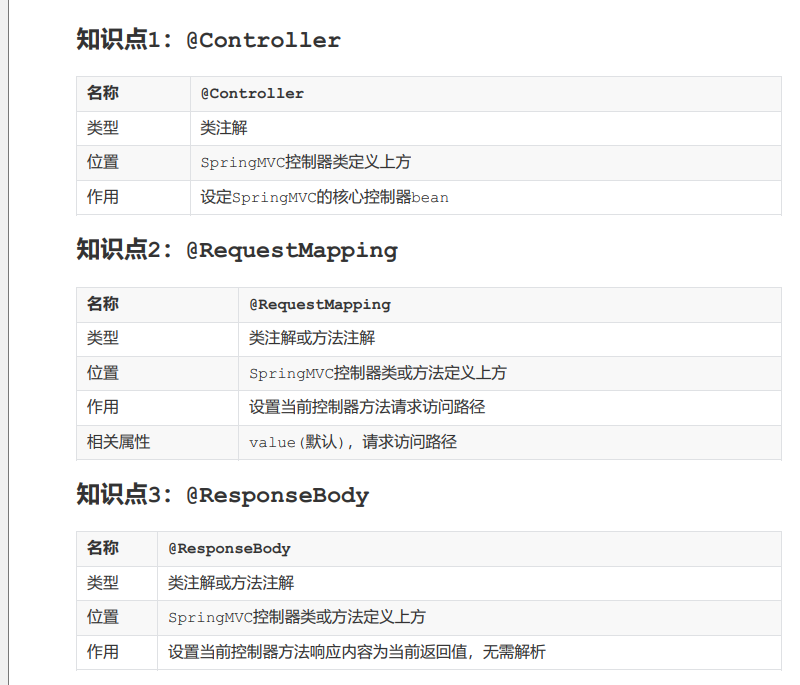 知识点1：@Controller
名称 @Controller
类型 类注解
位置 SpringMVC控制器类定义上方
作用 设定SpringMVC的核心控制器bean
知识点2：@RequestMapping
名称 @RequestMapping
类型 类注解或方法注解
位置 SpringMVC控制器类或方法定义上方
作用 设置当前控制器方法请求访问路径
相关属性 value(默认)，请求访问路径
知识点3：@ResponseBody
名称 @ResponseBody
类型 类注解或方法注解
位置 SpringMVC控制器类或方法定义上方
作用 设置当前控制器方法响应内容为当前返回值，无需解析